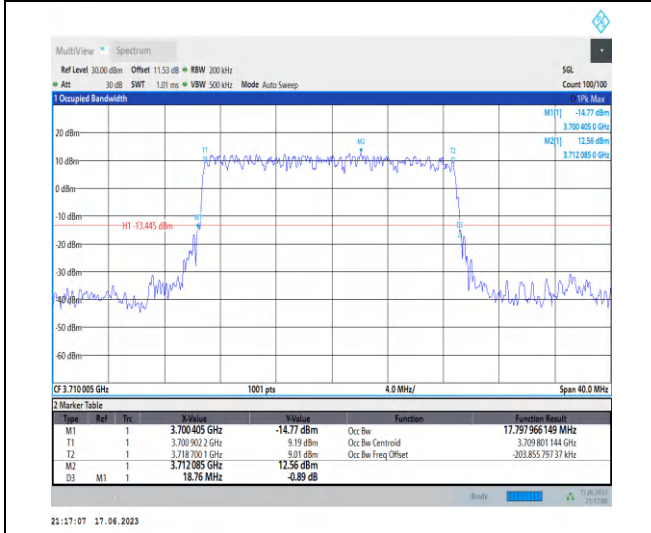 MultiView Spectrum
Ref Level 30.00 dBm Offset 11.53 dB RBW 200 kHz SGL
Att 30 dB SWT 1.01 ms VBW 500 kHz Mode Auto Sweep Count 100/100
1 Occupied Bandwidth 1Pk Max
M1[1] -14.77 dBm
3.700 405 0 GHz
M2[1] 12.56 dBm
3.712 085 0 GHz
20 dBm
M2
T1 T2
10 dBm
0 dBm
-10 dBm
M1
H1 -13.445 dBm
D3
-20 dBm
-30 dBm
-40 dBm
-50 dBm
-60 dBm
CF 3.710 005 GHz 1001 pts 4.0 MHz/ Span 40.0 MHz
2 Marker Table
Type Ref Trc X-Value Y-Value Function Function Result
M1 1 3.700 405 GHz -14.77 dBm Occ Bw 17.797 966 149 MHz
T1 1 3.700 902 2 GHz 9.19 dBm Occ Bw Centroid 3.709 801 144 GHz
T2 1 3.718 700 1 GHz 9.01 dBm Occ Bw Freq Offset -203.855 797 37 kHz
M2 1 3.712 085 GHz 12.56 dBm
D3 M1 1 18.76 MHz -0.89 dB
Ready 17.06.2023
21:17:08
21:17:07 17.06.2023